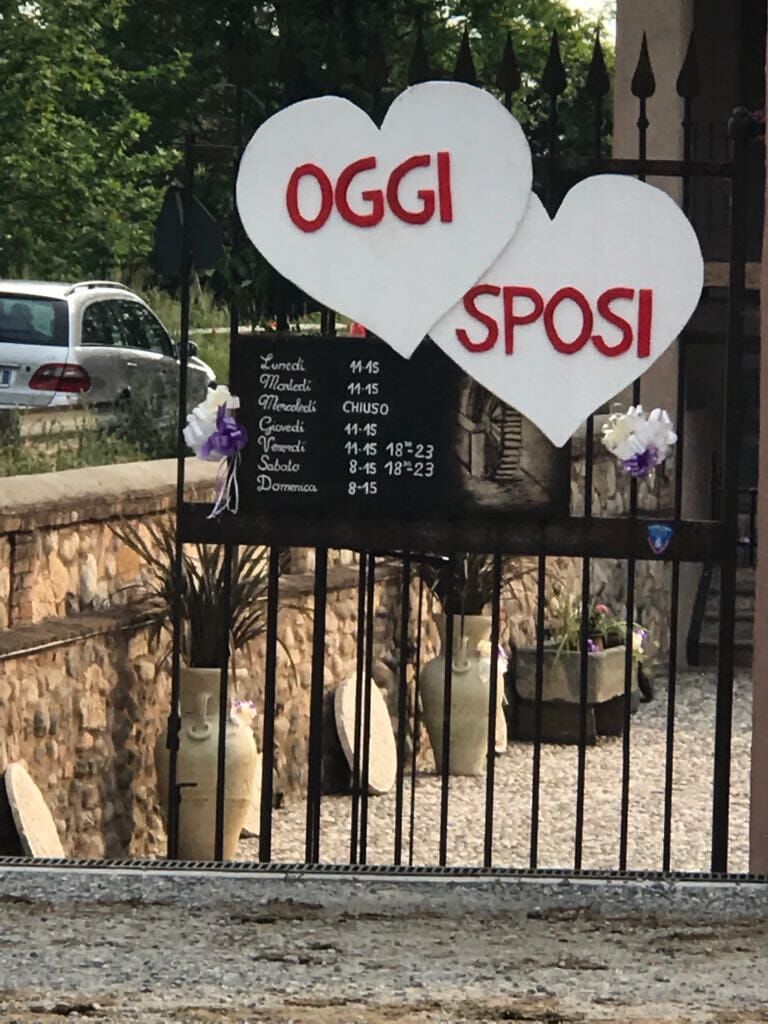 OGGI
SPOSI
Lunedì 11-15
Martedì 11-15
Mercoledì CHIUSO
Giovedì 11-15
Venerdì 11-15 18³⁰-23
Sabato 8-15 18³⁰-23
Domenica 8-15